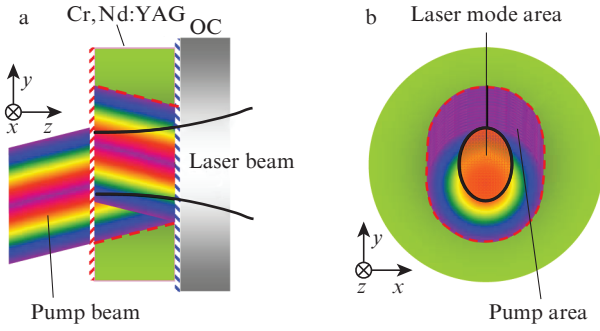 a
Cr,Nd:YAG
OC
y
x
z
Laser beam
Pump beam
b
Laser mode area
y
z
x
Pump area